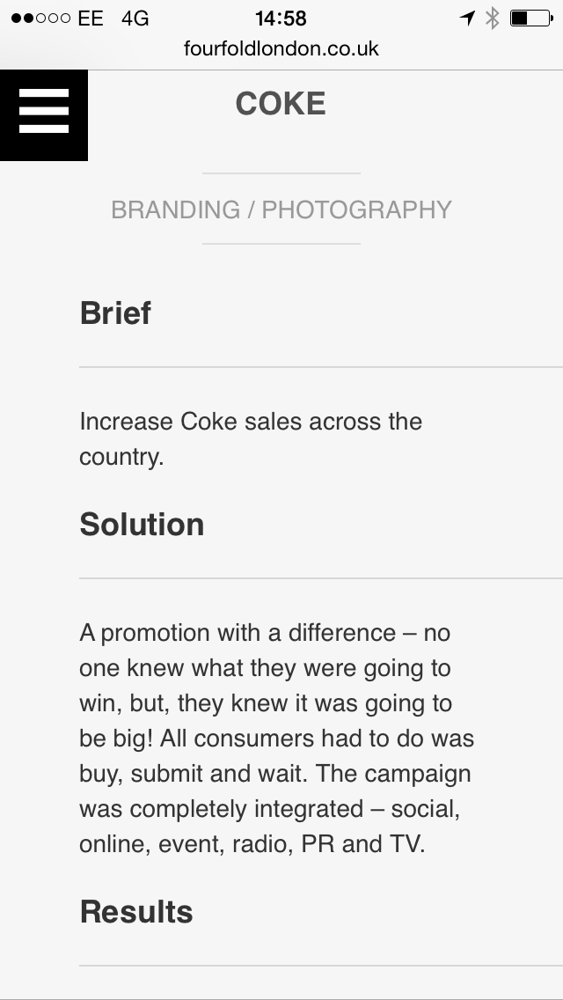 EE 4G 14:58
fourfoldlondon.co.uk
COKE
BRANDING / PHOTOGRAPHY
Brief
Increase Coke sales across the
country.
Solution
A promotion with a difference – no
one knew what they were going to
win, but, they knew it was going to
be big! All consumers had to do was
buy, submit and wait. The campaign
was completely integrated – social,
online, event, radio, PR and TV.
Results